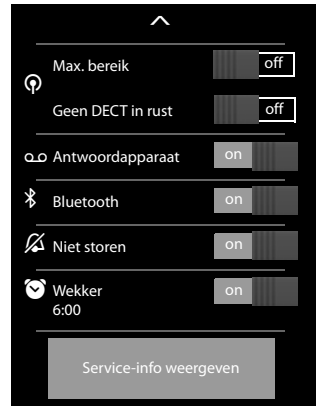 Max. bereik off
Geen DECT in rust off
Antwoordapparaat on
Bluetooth on
Niet storen on
Wekker on
6:00
Service-info weergeven